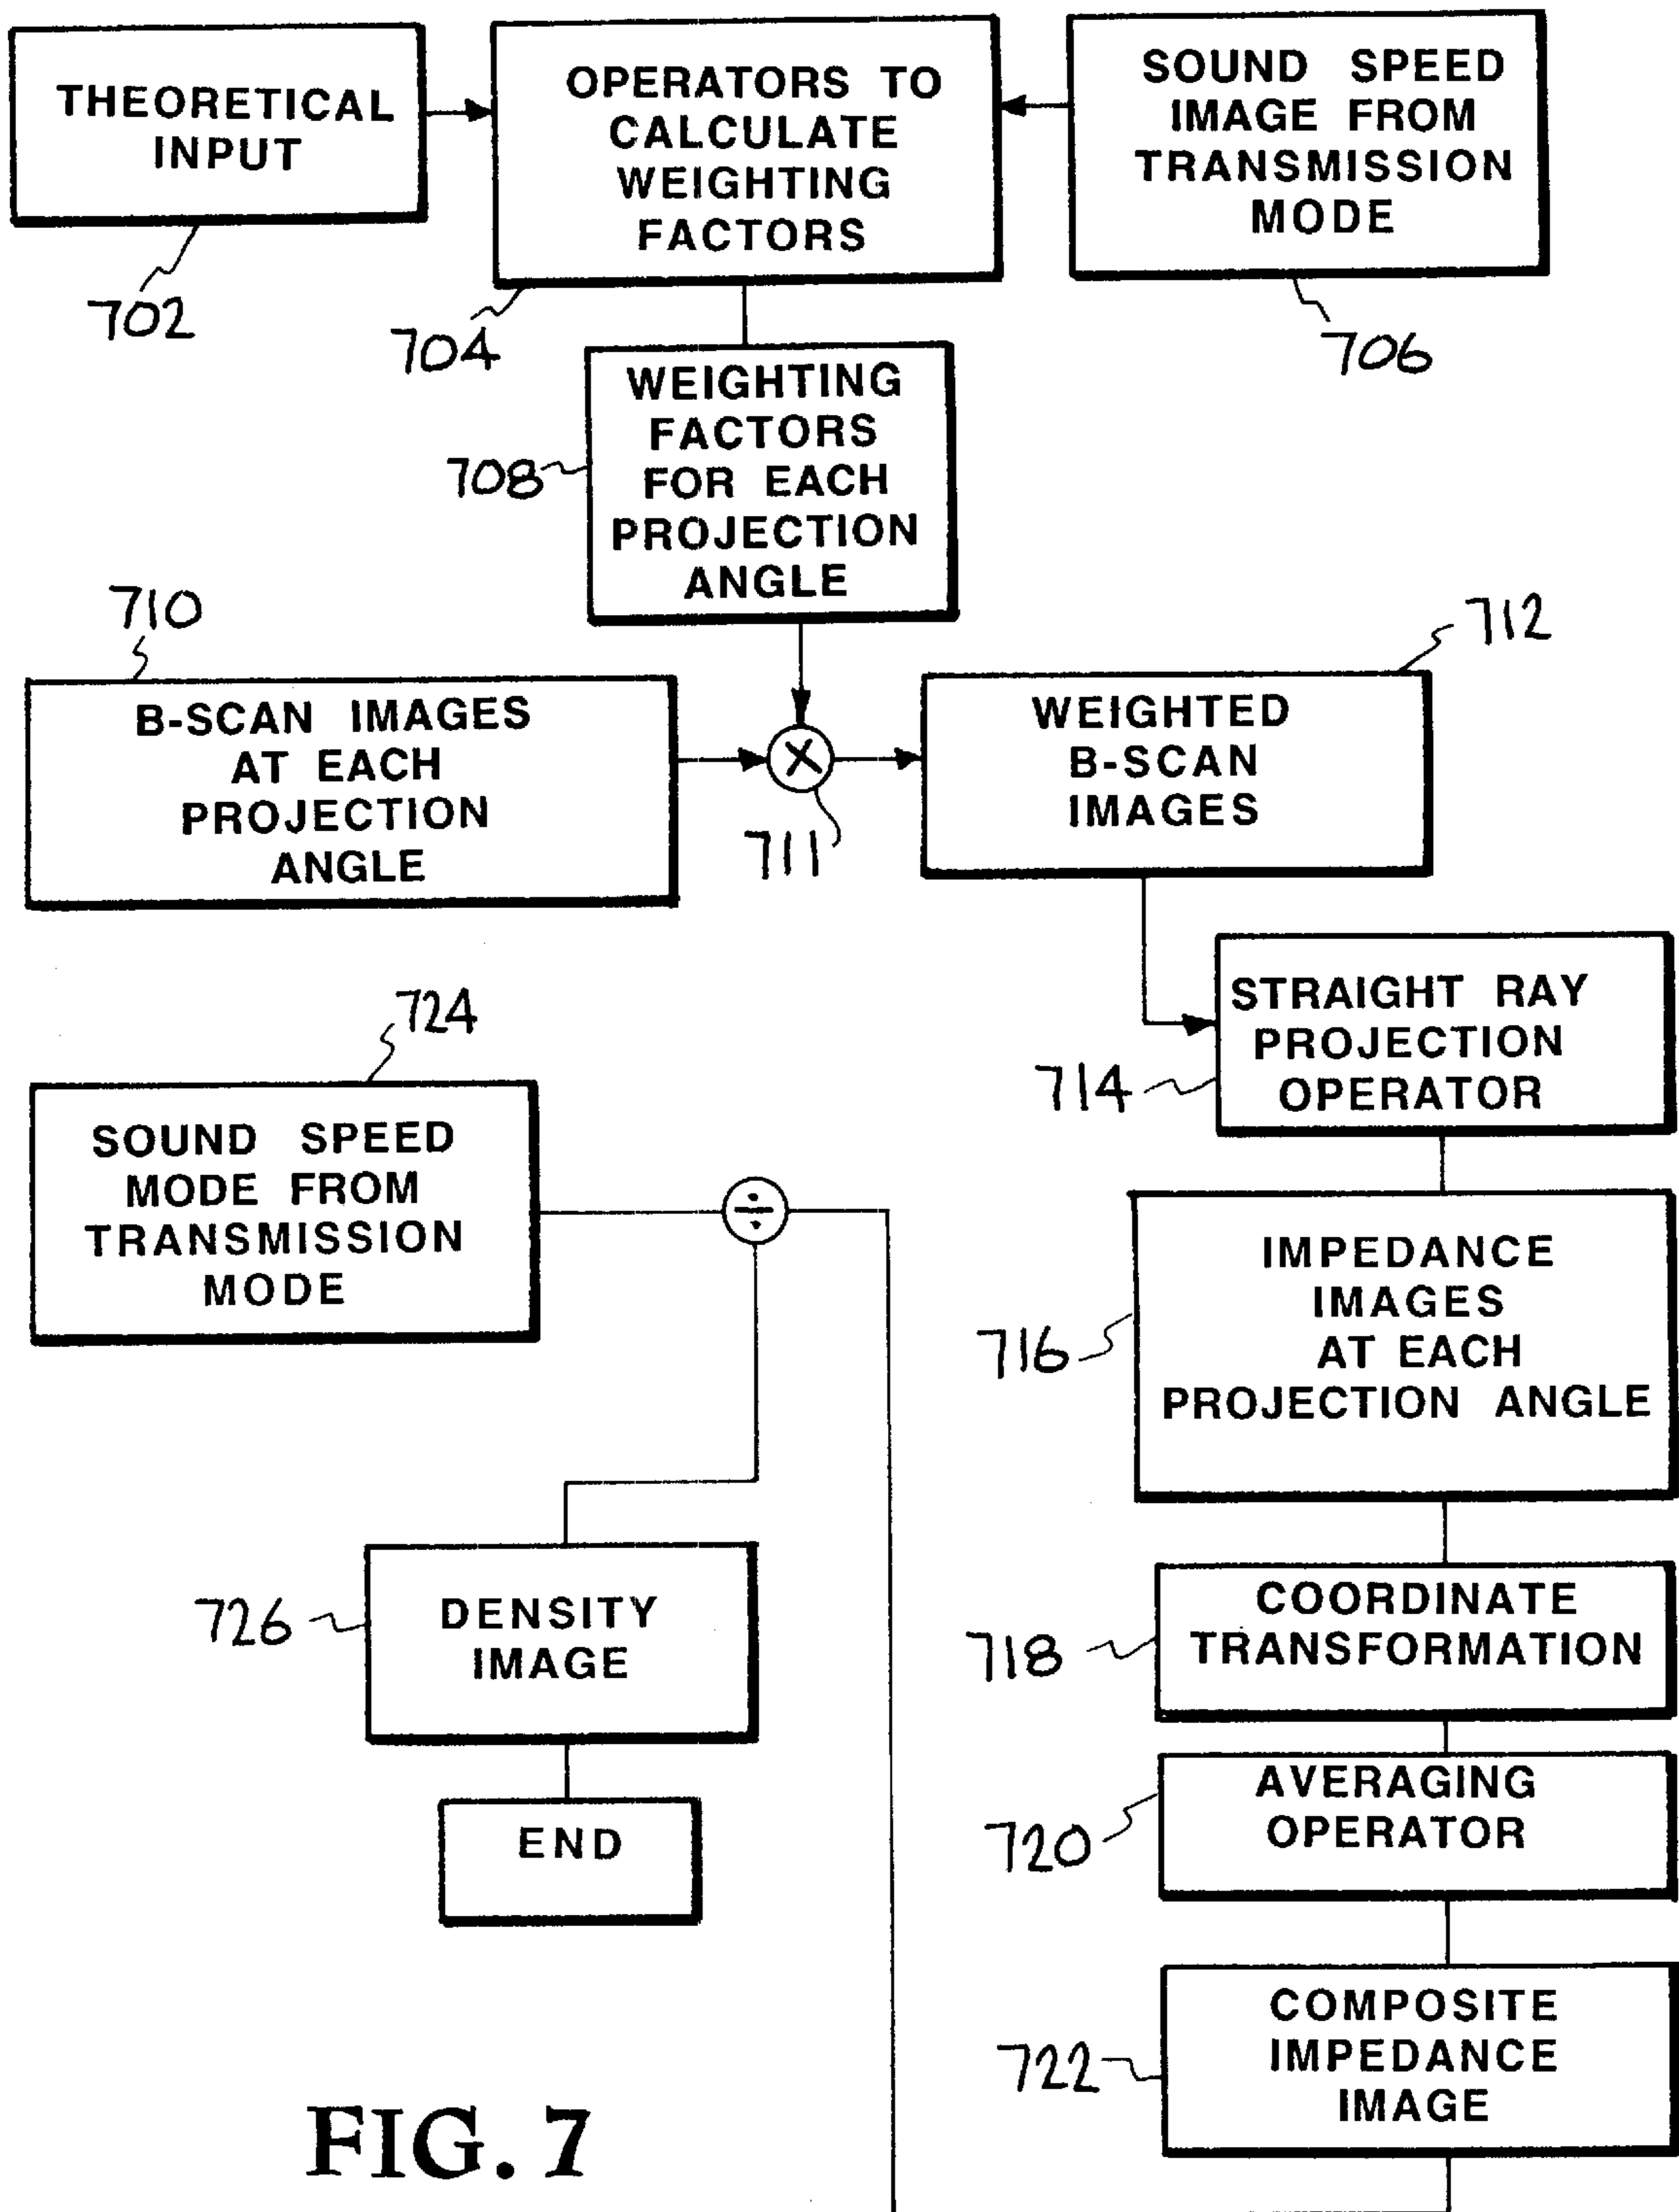 THEORETICAL
INPUT
702
OPERATORS TO
CALCULATE
WEIGHTING
FACTORS
704
SOUND SPEED
IMAGE FROM
TRANSMISSION
MODE
706
WEIGHTING
FACTORS
FOR EACH
PROJECTION
ANGLE
708
710
B-SCAN IMAGES
AT EACH
PROJECTION
ANGLE
×
711
712
WEIGHTED
B-SCAN
IMAGES
STRAIGHT RAY
PROJECTION
OPERATOR
714
724
SOUND SPEED
MODE FROM
TRANSMISSION
MODE
÷
IMPEDANCE
IMAGES
AT EACH
PROJECTION ANGLE
716
COORDINATE
TRANSFORMATION
718
726
DENSITY
IMAGE
AVERAGING
OPERATOR
720
END
COMPOSITE
IMPEDANCE
IMAGE
722
FIG. 7